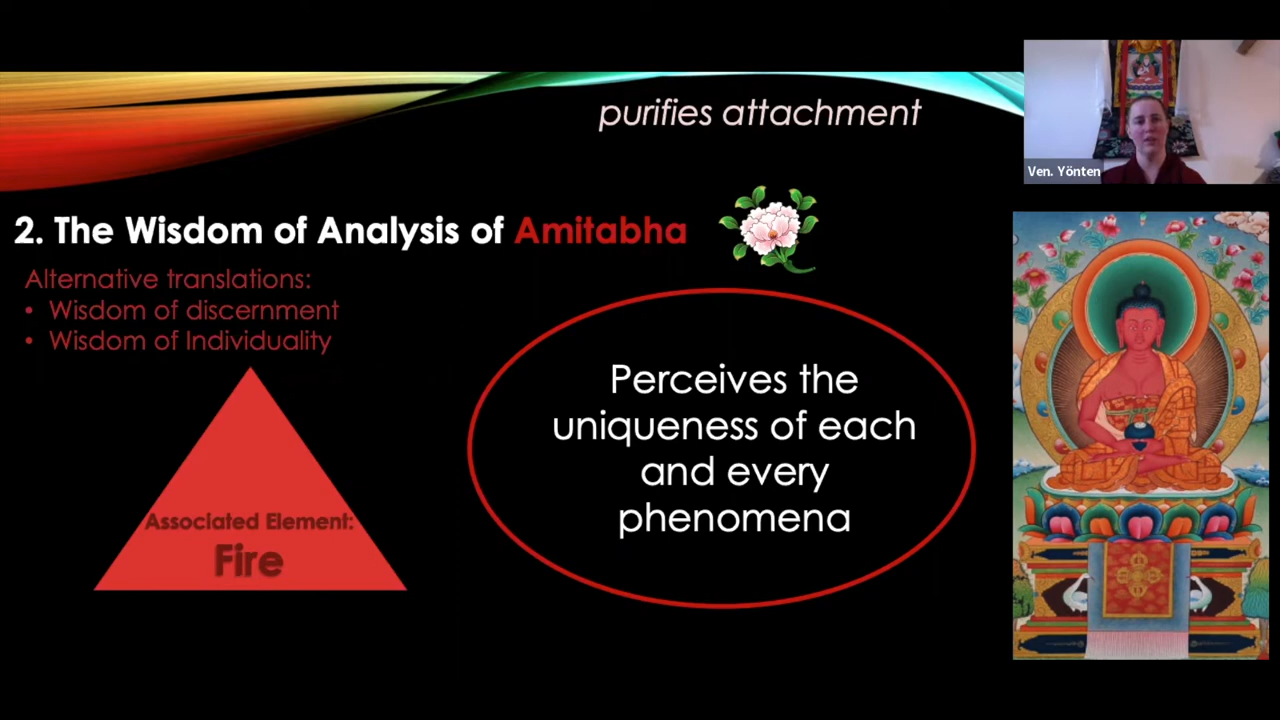 purifies attachment
Ven. Yönten
2. The Wisdom of Analysis of Amitabha
Alternative translations:
• Wisdom of discernment
• Wisdom of Individuality
Perceives the
uniqueness of each
and every
phenomena
Associated Element:
Fire